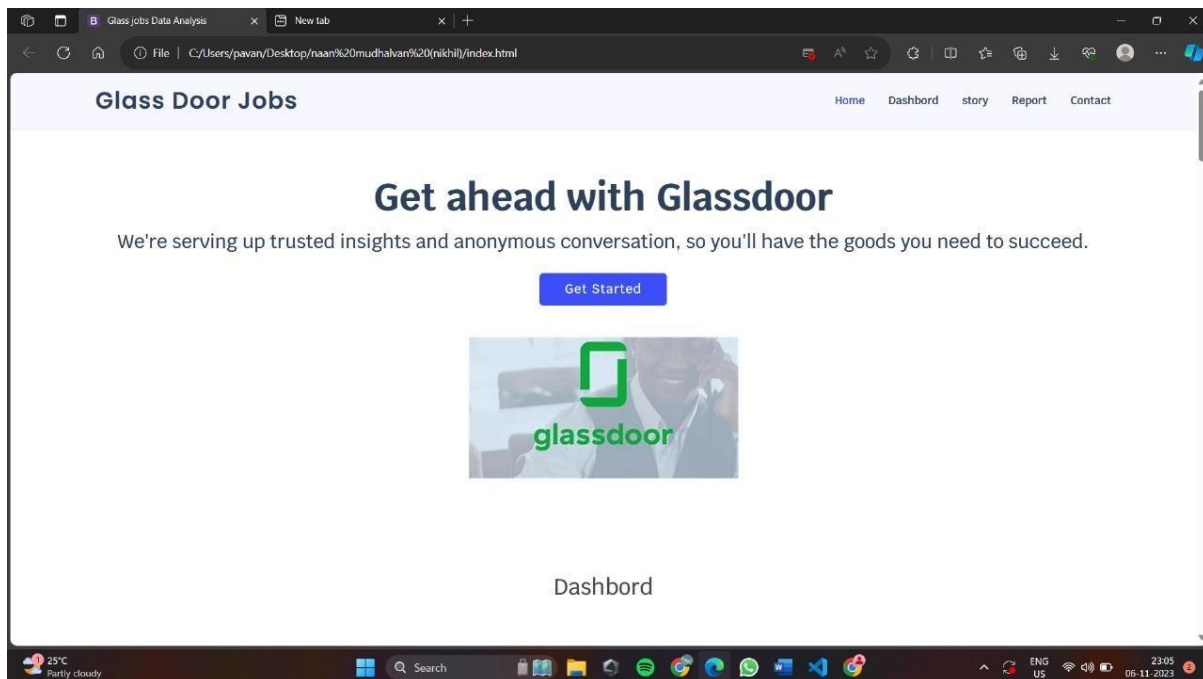 Glass jobs Data Analysis
New tab
File | C:/Users/pavan/Desktop/naan%20mudhalvan%20(nikhil)/index.html
Glass Door Jobs
Home Dashbord story Report Contact
Get ahead with Glassdoor
We're serving up trusted insights and anonymous conversation, so you'll have the goods you need to succeed.
Get Started
glassdoor
Dashbord
25°C
Partly cloudy
Search
ENG
US
23:05
06-11-2023